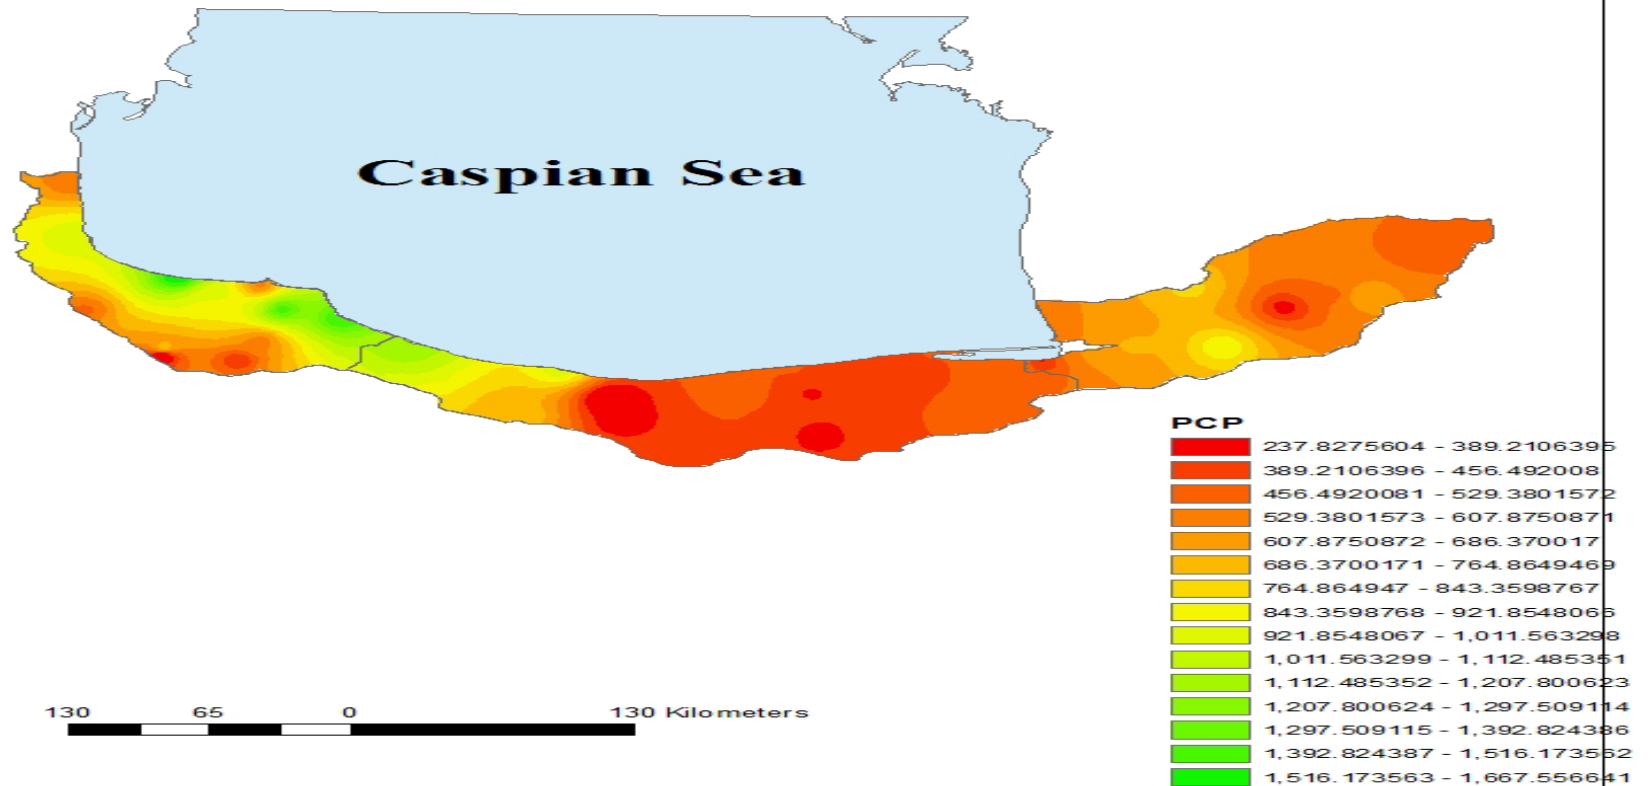 Caspian Sea
PCP
237.8275604 - 389.2106395
389.2106396 - 456.492008
456.4920081 - 529.3801572
529.3801573 - 607.8750871
607.8750872 - 686.370017
686.3700171 - 764.8649469
764.864947 - 843.3598767
843.3598768 - 921.8548066
921.8548067 - 1,011.563298
1,011.563299 - 1,112.485351
1,112.485352 - 1,207.800623
1,207.800624 - 1,297.509114
1,297.509115 - 1,392.824386
1,392.824387 - 1,516.173562
1,516.173563 - 1,667.556641
130 65 0 130 Kilometers